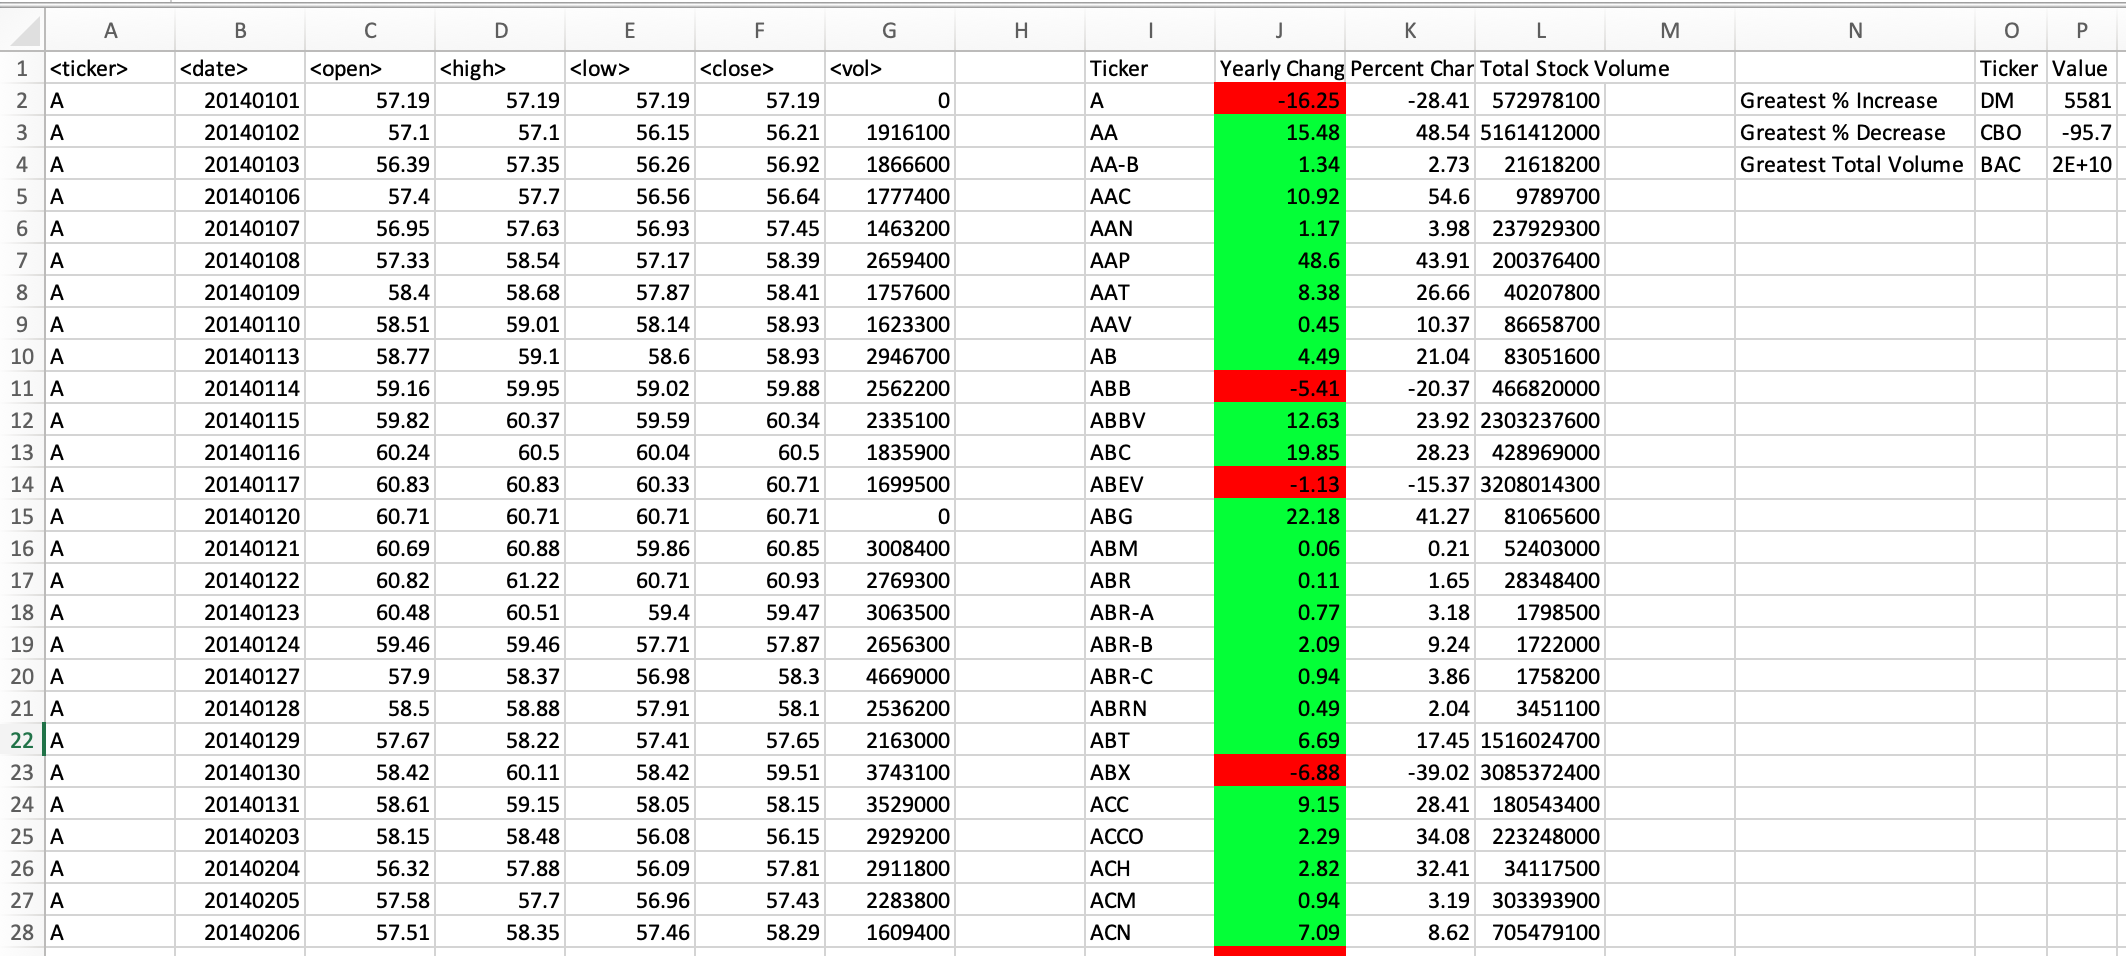 A B C D E F G H I J K L M N O P
1 <ticker> <date> <open> <high> <low> <close> <vol> Ticker Yearly Chang Percent Char Total Stock Volume Ticker Value
2 A 20140101 57.19 57.19 57.19 57.19 0 A -16.25 -28.41 572978100 Greatest % Increase DM 5581
3 A 20140102 57.1 57.1 56.15 56.21 1916100 AA 15.48 48.54 5161412000 Greatest % Decrease CBO -95.7
4 A 20140103 56.39 57.35 56.26 56.92 1866600 AA-B 1.34 2.73 21618200 Greatest Total Volume BAC 2E+10
5 A 20140106 57.4 57.7 56.56 56.64 1777400 AAC 10.92 54.6 9789700
6 A 20140107 56.95 57.63 56.93 57.45 1463200 AAN 1.17 3.98 237929300
7 A 20140108 57.33 58.54 57.17 58.39 2659400 AAP 48.6 43.91 200376400
8 A 20140109 58.4 58.68 57.87 58.41 1757600 AAT 8.38 26.66 40207800
9 A 20140110 58.51 59.01 58.14 58.93 1623300 AAV 0.45 10.37 86658700
10 A 20140113 58.77 59.1 58.6 58.93 2946700 AB 4.49 21.04 83051600
11 A 20140114 59.16 59.95 59.02 59.88 2562200 ABB -5.41 -20.37 466820000
12 A 20140115 59.82 60.37 59.59 60.34 2335100 ABBV 12.63 23.92 2303237600
13 A 20140116 60.24 60.5 60.04 60.5 1835900 ABC 19.85 28.23 428969000
14 A 20140117 60.83 60.83 60.33 60.71 1699500 ABEV -1.13 -15.37 3208014300
15 A 20140120 60.71 60.71 60.71 60.71 0 ABG 22.18 41.27 81065600
16 A 20140121 60.69 60.88 59.86 60.85 3008400 ABM 0.06 0.21 52403000
17 A 20140122 60.82 61.22 60.71 60.93 2769300 ABR 0.11 1.65 28348400
18 A 20140123 60.48 60.51 59.4 59.47 3063500 ABR-A 0.77 3.18 1798500
19 A 20140124 59.46 59.46 57.71 57.87 2656300 ABR-B 2.09 9.24 1722000
20 A 20140127 57.9 58.37 56.98 58.3 4669000 ABR-C 0.94 3.86 1758200
21 A 20140128 58.5 58.88 57.91 58.1 2536200 ABRN 0.49 2.04 3451100
22 A 20140129 57.67 58.22 57.41 57.65 2163000 ABT 6.69 17.45 1516024700
23 A 20140130 58.42 60.11 58.42 59.51 3743100 ABX -6.88 -39.02 3085372400
24 A 20140131 58.61 59.15 58.05 58.15 3529000 ACC 9.15 28.41 180543400
25 A 20140203 58.15 58.48 56.08 56.15 2929200 ACCO 2.29 34.08 223248000
26 A 20140204 56.32 57.88 56.09 57.81 2911800 ACH 2.82 32.41 34117500
27 A 20140205 57.58 57.7 56.96 57.43 2283800 ACM 0.94 3.19 303393900
28 A 20140206 57.51 58.35 57.46 58.29 1609400 ACN 7.09 8.62 705479100